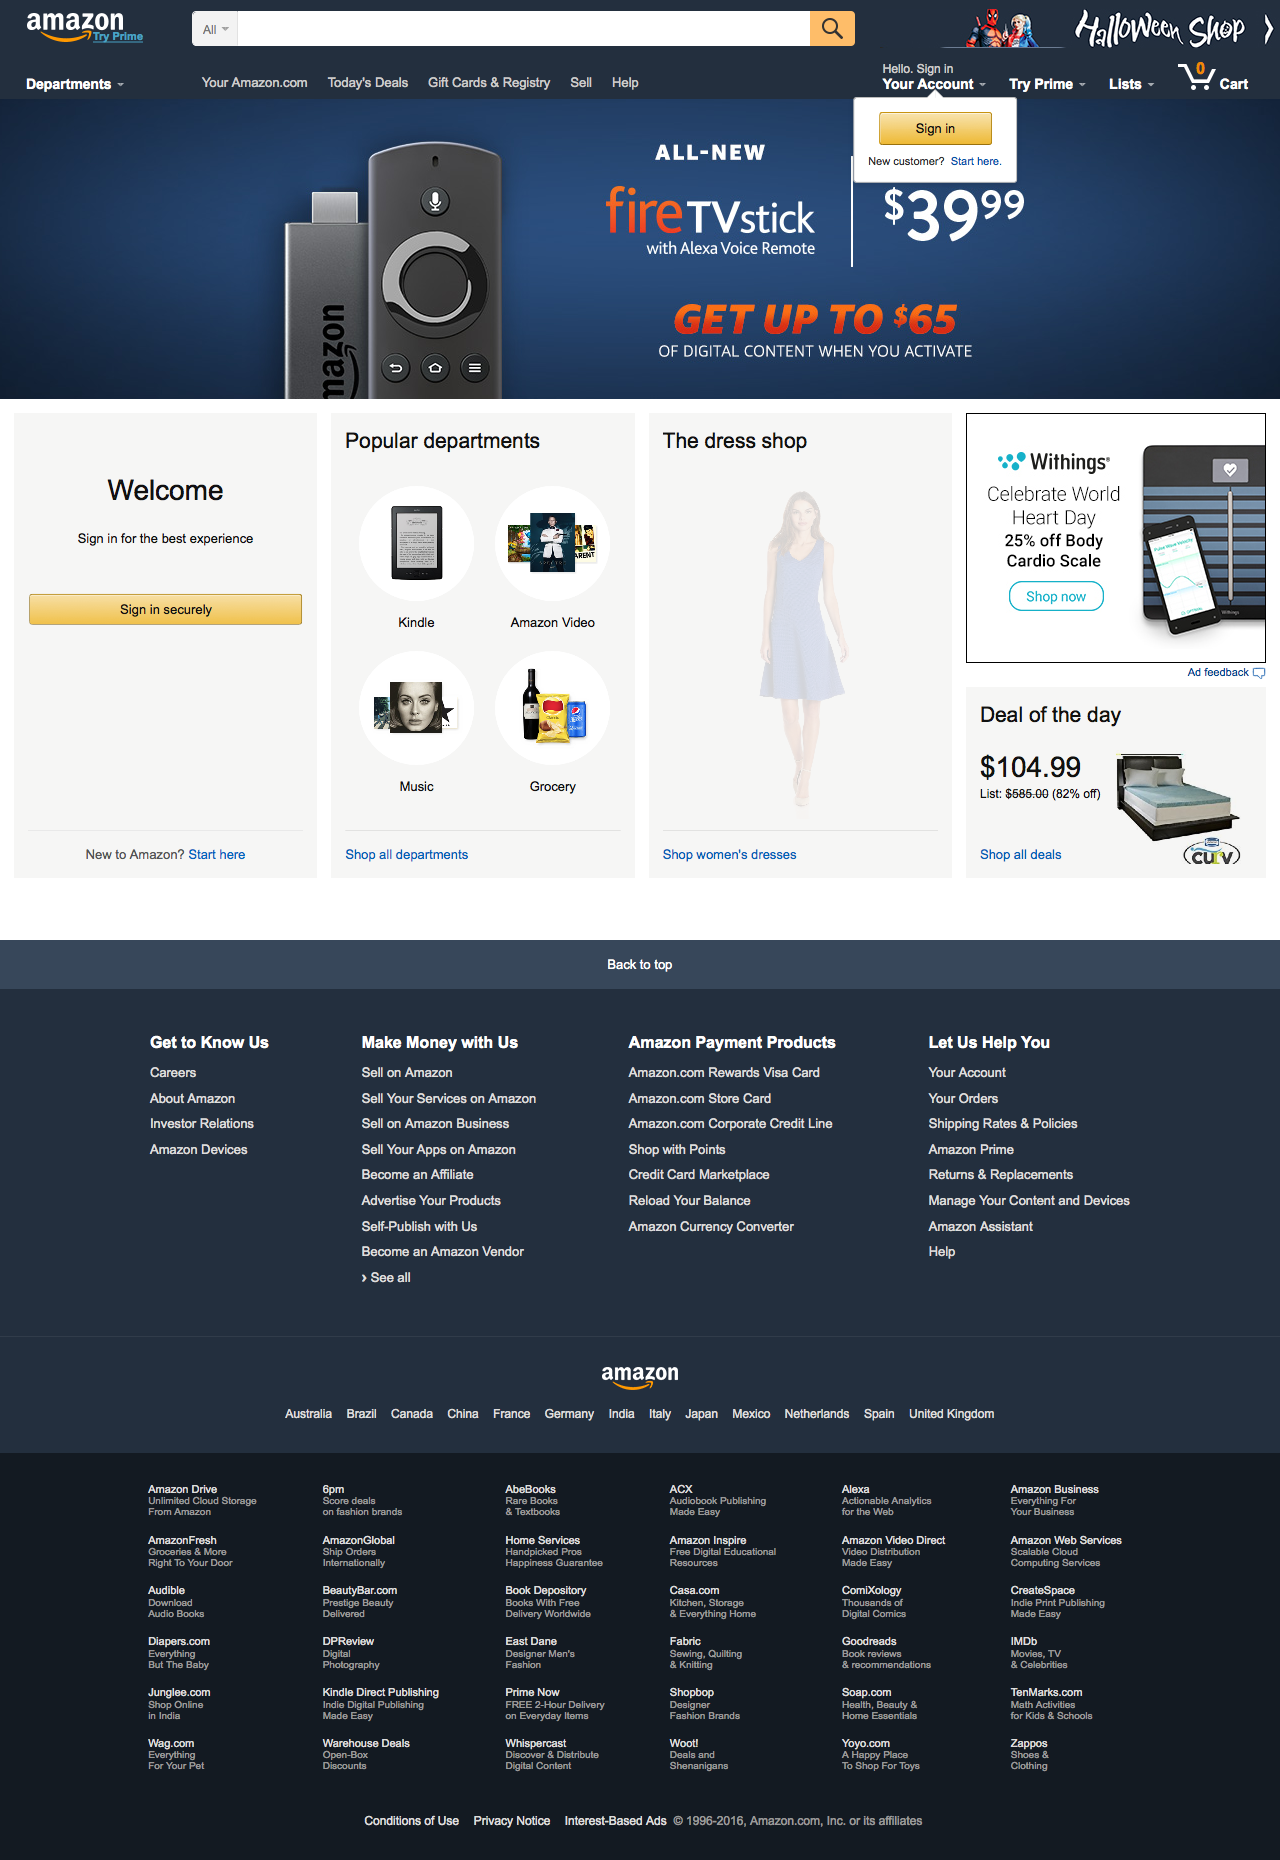 amazon
Try Prime
All
Halloween Shop
Departments
Your Amazon.com
Today's Deals
Gift Cards & Registry
Sell
Help
Hello. Sign in
Your Account
Try Prime
Lists
0
Cart
Sign in
New customer? Start here.
ALL-NEW
fireTVstick
with Alexa Voice Remote
$39.99
amazon
GET UP TO $65
OF DIGITAL CONTENT WHEN YOU ACTIVATE
Welcome
Sign in for the best experience
Sign in securely
New to Amazon? Start here
Popular departments
Kindle
Amazon Video
Music
Grocery
Shop all departments
The dress shop
Shop women's dresses
Withings
Celebrate World
Heart Day
25% off Body
Cardio Scale
Shop now
Withings
Ad feedback
Deal of the day
$104.99
List: $585.00 (82% off)
curv
Shop all deals
Back to top
Get to Know Us
Careers
About Amazon
Investor Relations
Amazon Devices
Make Money with Us
Sell on Amazon
Sell Your Services on Amazon
Sell on Amazon Business
Sell Your Apps on Amazon
Become an Affiliate
Advertise Your Products
Self-Publish with Us
Become an Amazon Vendor
› See all
Amazon Payment Products
Amazon.com Rewards Visa Card
Amazon.com Store Card
Amazon.com Corporate Credit Line
Shop with Points
Credit Card Marketplace
Reload Your Balance
Amazon Currency Converter
Let Us Help You
Your Account
Your Orders
Shipping Rates & Policies
Amazon Prime
Returns & Replacements
Manage Your Content and Devices
Amazon Assistant
Help
amazon
Australia Brazil Canada China France Germany India Italy Japan Mexico Netherlands Spain United Kingdom
Amazon Drive
Unlimited Cloud Storage
From Amazon
6pm
Score deals
on fashion brands
AbeBooks
Rare Books
& Textbooks
ACX
Audiobook Publishing
Made Easy
Alexa
Actionable Analytics
for the Web
Amazon Business
Everything For
Your Business
AmazonFresh
Groceries & More
Right To Your Door
AmazonGlobal
Ship Orders
Internationally
Home Services
Handpicked Pros
Happiness Guarantee
Amazon Inspire
Free Digital Educational
Resources
Amazon Video Direct
Video Distribution
Made Easy
Amazon Web Services
Scalable Cloud
Computing Services
Audible
Download
Audio Books
BeautyBar.com
Prestige Beauty
Delivered
Book Depository
Books With Free
Delivery Worldwide
Casa.com
Kitchen, Storage
& Everything Home
ComiXology
Thousands of
Digital Comics
CreateSpace
Indie Print Publishing
Made Easy
Diapers.com
Everything
But The Baby
DPReview
Digital
Photography
East Dane
Designer Men's
Fashion
Fabric
Sewing, Quilting
& Knitting
Goodreads
Book reviews
& recommendations
IMDb
Movies, TV
& Celebrities
Junglee.com
Shop Online
in India
Kindle Direct Publishing
Indie Digital Publishing
Made Easy
Prime Now
FREE 2-Hour Delivery
on Everyday Items
Shopbop
Designer
Fashion Brands
Soap.com
Health, Beauty &
Home Essentials
TenMarks.com
Math Activities
for Kids & Schools
Wag.com
Everything
For Your Pet
Warehouse Deals
Open-Box
Discounts
Whispercast
Discover & Distribute
Digital Content
Woot!
Deals and
Shenanigans
Yoyo.com
A Happy Place
To Shop For Toys
Zappos
Shoes &
Clothing
Conditions of Use Privacy Notice Interest-Based Ads © 1996-2016, Amazon.com, Inc. or its affiliates